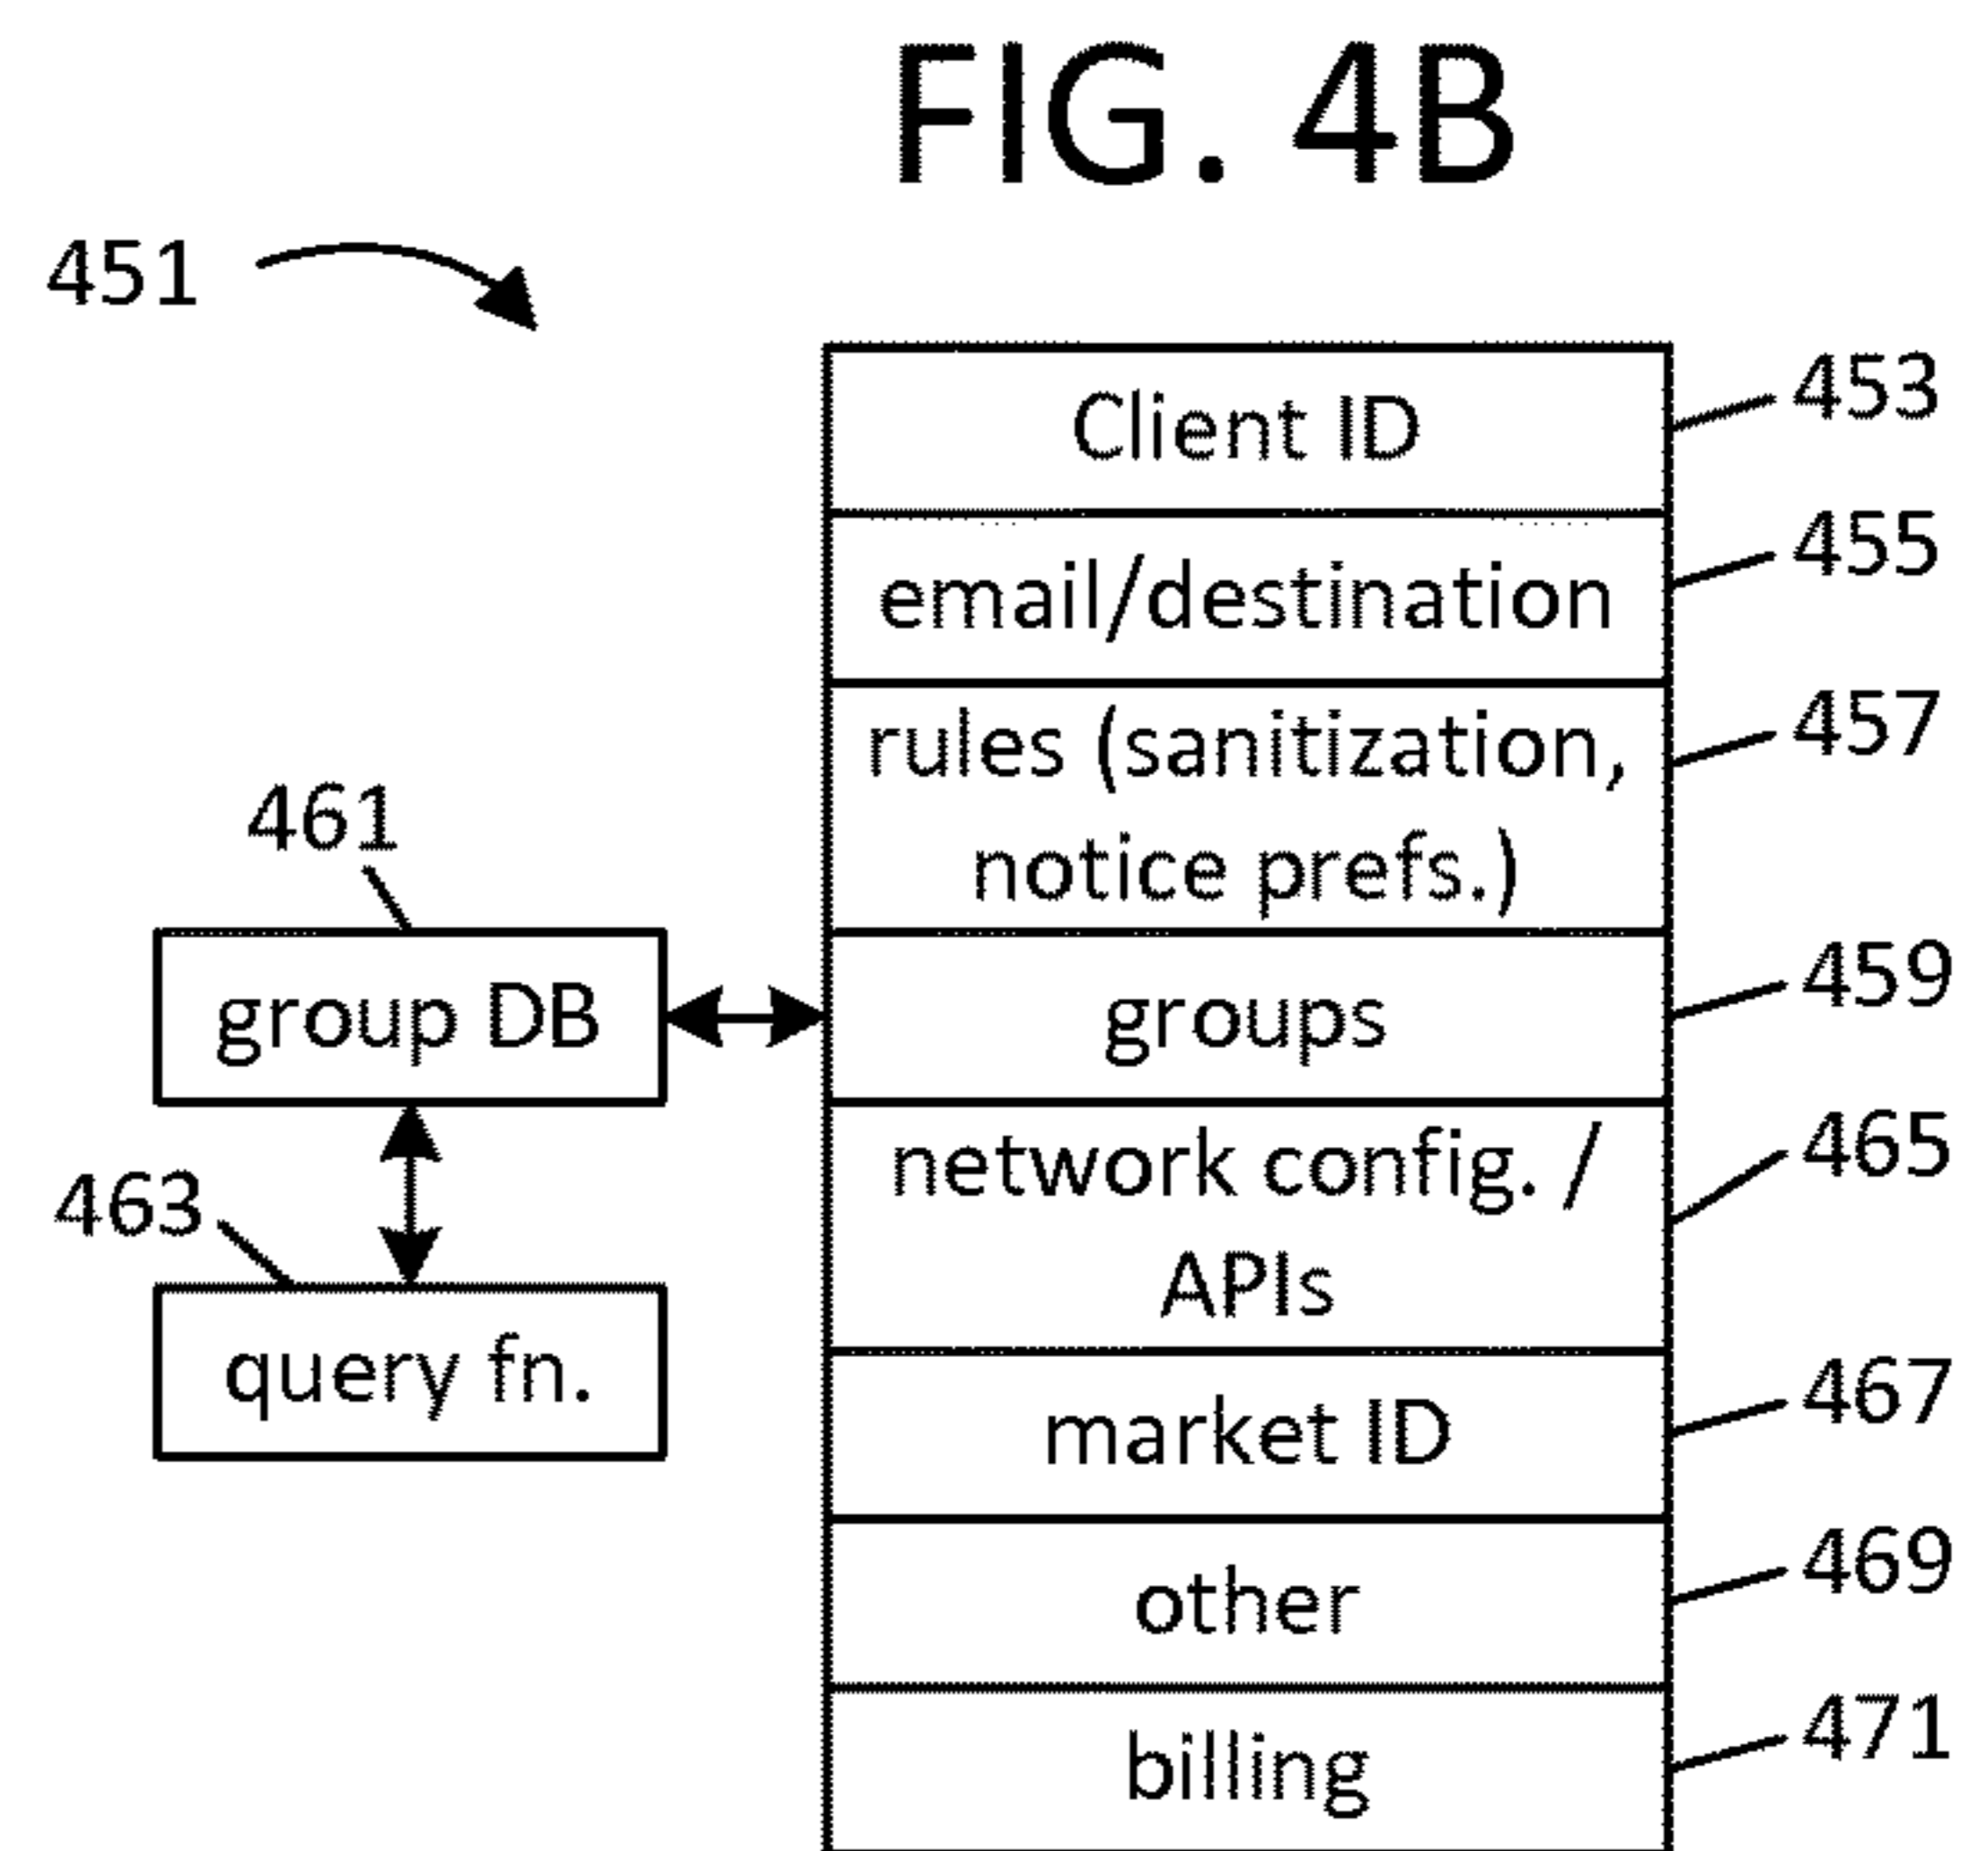 FIG. 4B
451
Client ID
453
email/destination
455
rules (sanitization,
notice prefs.)
457
461
group DB
groups
459
463
query fn.
network config. /
APIs
465
market ID
467
other
469
billing
471